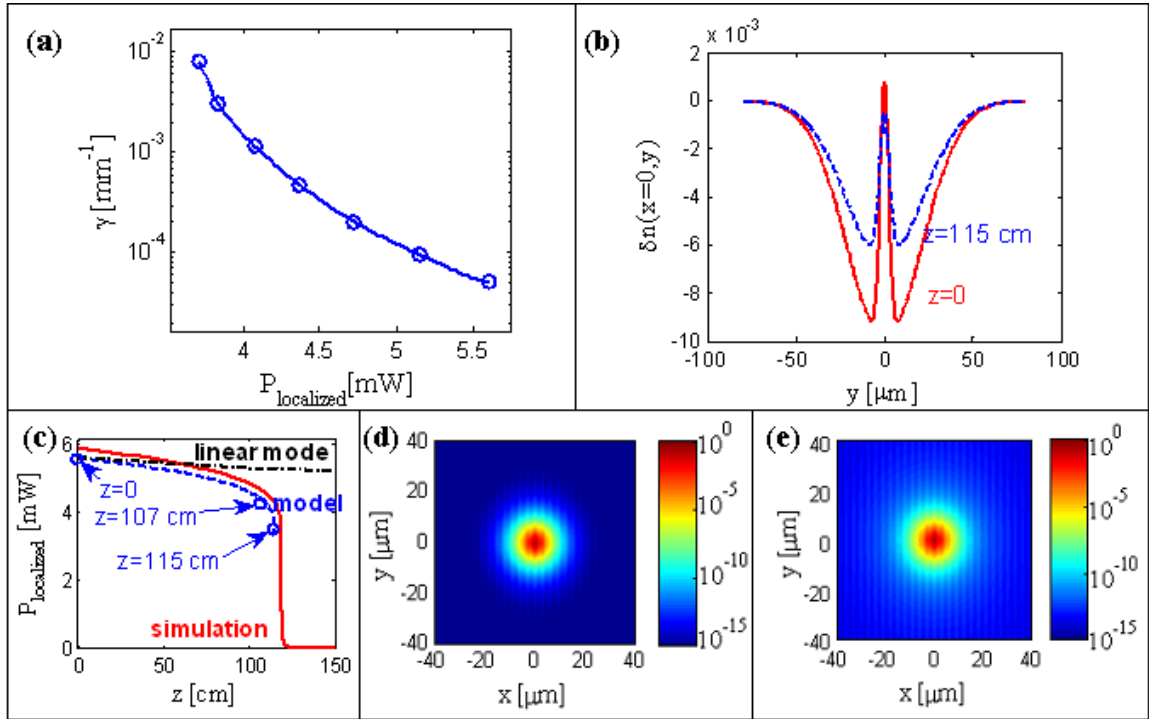 (a)
10^-2
10^-3
10^-4
γ [mm^-1]
4
4.5
5
5.5
P_localized[mW]
(b)
x 10^-3
2
0
-2
-4
-6
-8
-10
δn(x=0,y)
z=115 cm
z=0
-100
-50
0
50
100
y [μm]
(c)
6
4
2
0
P_localized [mW]
linear mode
z=0
model
z=107 cm
z=115 cm
simulation
0
50
100
150
z [cm]
(d)
40
20
0
-20
-40
y [μm]
-40
-20
0
20
40
x [μm]
10^0
10^-5
10^-10
10^-15
(e)
40
20
0
-20
-40
y [μm]
-40
-20
0
20
40
x [μm]
10^0
10^-5
10^-10
10^-15